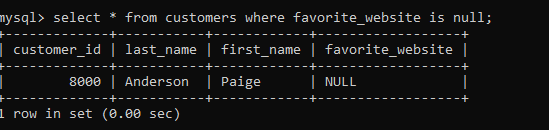 mysql> select * from customers where favorite_website is null;
+-------------+-----------+------------+------------------+
| customer_id | last_name | first_name | favorite_website |
+-------------+-----------+------------+------------------+
|        8000 | Anderson  | Paige      | NULL             |
+-------------+-----------+------------+------------------+
1 row in set (0.00 sec)